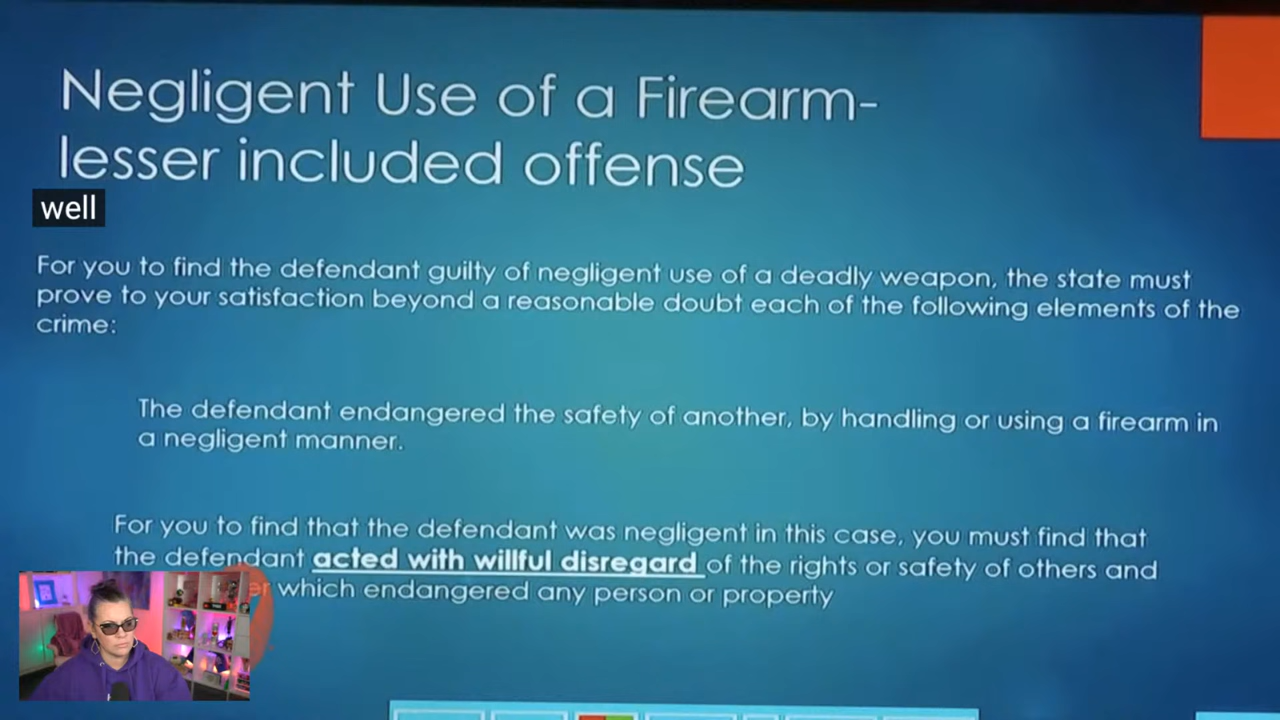 Negligent Use of a Firearm-
lesser included offense
well
For you to find the defendant guilty of negligent use of a deadly weapon, the state must
prove to your satisfaction beyond a reasonable doubt each of the following elements of the
crime:
The defendant endangered the safety of another, by handling or using a firearm in
a negligent manner.
For you to find that the defendant was negligent in this case, you must find that
the defendant acted with willful disregard of the rights or safety of others and
which endangered any person or property